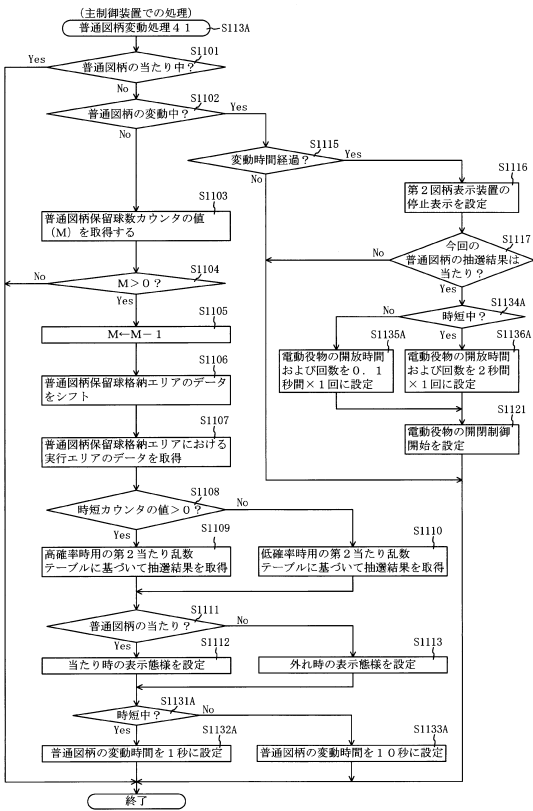 (主制御装置での処理)
普通図柄変動処理41
S113A
S1101
普通図柄の当たり中?
Yes
No
S1102
普通図柄の変動中?
Yes
No
S1115
変動時間経過?
Yes
No
S1116
第2図柄表示装置の
停止表示を設定
S1103
普通図柄保留球数カウンタの値
(M)を取得する
S1117
今回の
普通図柄の抽選結果は
当たり?
No
Yes
S1104
M>0?
No
Yes
S1134A
時短中?
No
Yes
S1105
M←M-1
S1135A
電動役物の開放時間
および回数を0.1
秒間×1回に設定
S1136A
電動役物の開放時間
および回数を2秒間
×1回に設定
S1106
普通図柄保留球格納エリアのデータ
をシフト
S1121
電動役物の開閉制御
開始を設定
S1107
普通図柄保留球格納エリアにおける
実行エリアのデータを取得
S1108
時短カウンタの値>0?
No
Yes
S1109
高確率時用の第2当たり乱数
テーブルに基づいて抽選結果を取得
S1110
低確率時用の第2当たり乱数
テーブルに基づいて抽選結果を取得
S1111
普通図柄の当たり?
No
Yes
S1112
当たり時の表示態様を設定
S1113
外れ時の表示態様を設定
S1131A
時短中?
No
Yes
S1132A
普通図柄の変動時間を1秒に設定
S1133A
普通図柄の変動時間を10秒に設定
終了